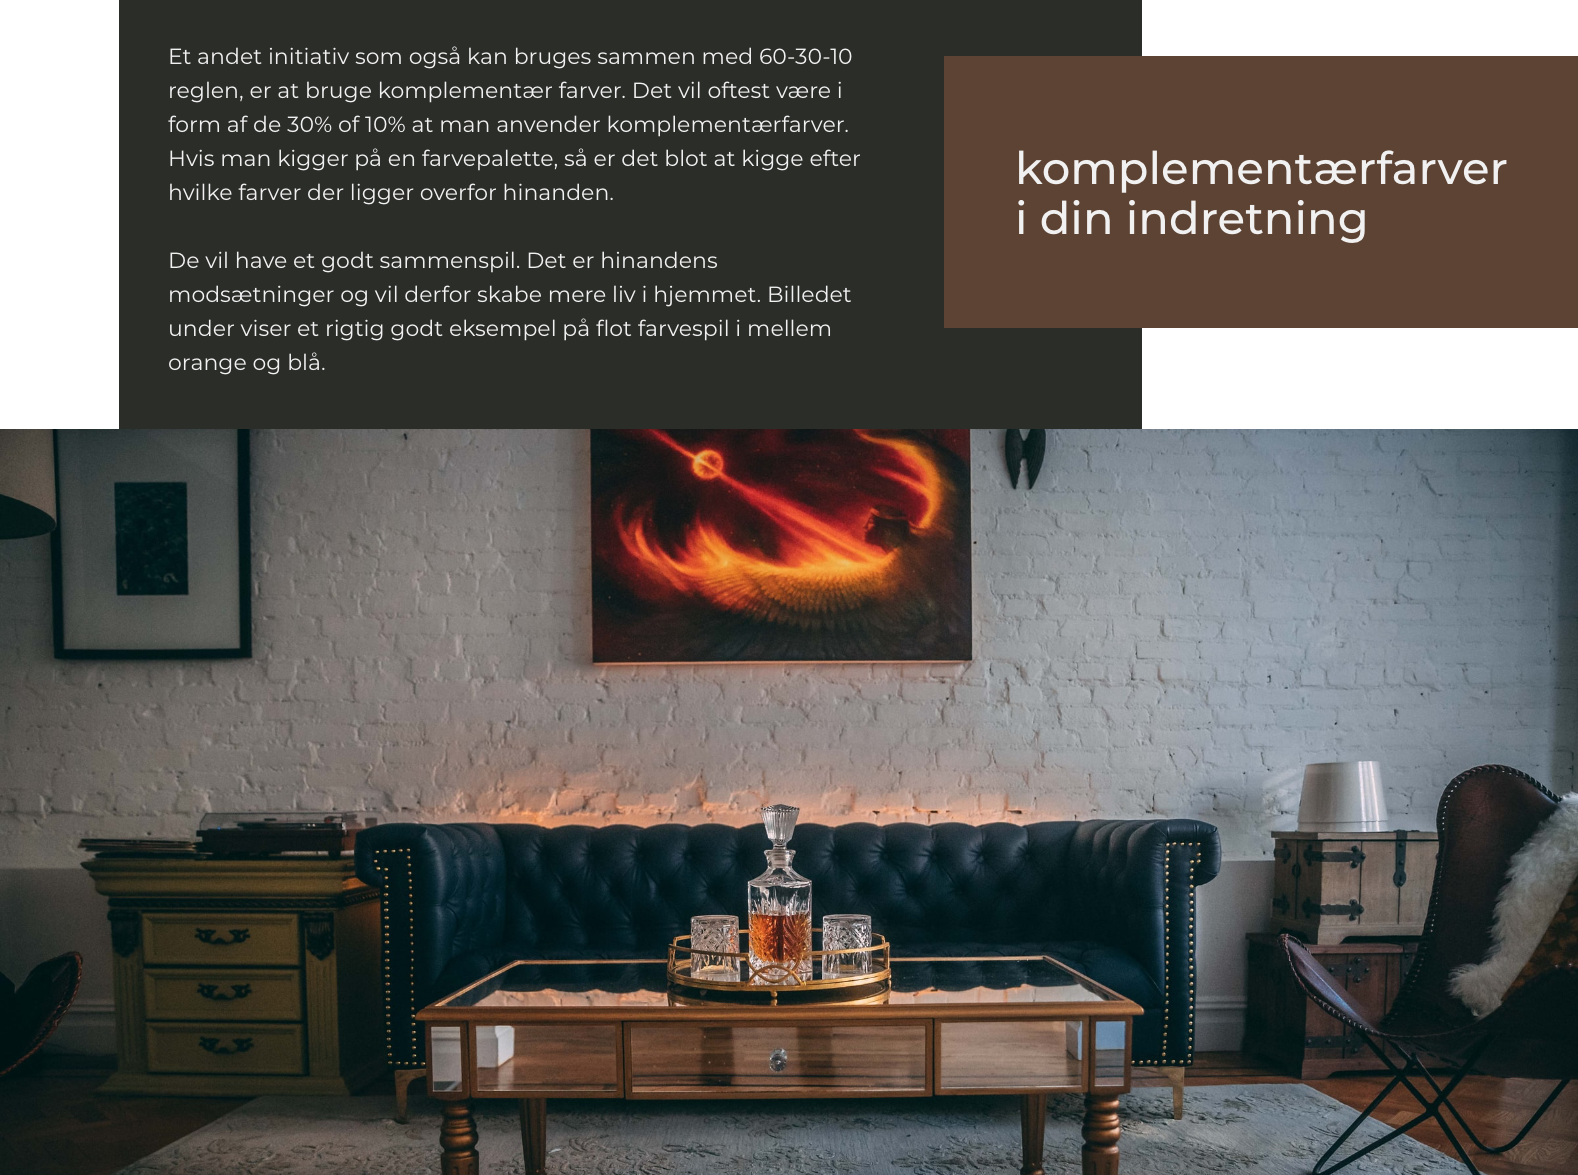 Et andet initiativ som også kan bruges sammen med 60-30-10
reglen, er at bruge komplementær farver. Det vil oftest være i
form af de 30% of 10% at man anvender komplementærfarver.
Hvis man kigger på en farvepalette, så er det blot at kigge efter
hvilke farver der ligger overfor hinanden.
De vil have et godt sammenspil. Det er hinandens
modsætninger og vil derfor skabe mere liv i hjemmet. Billedet
under viser et rigtig godt eksempel på flot farvespil i mellem
orange og blå.
komplementærfarver
i din indretning